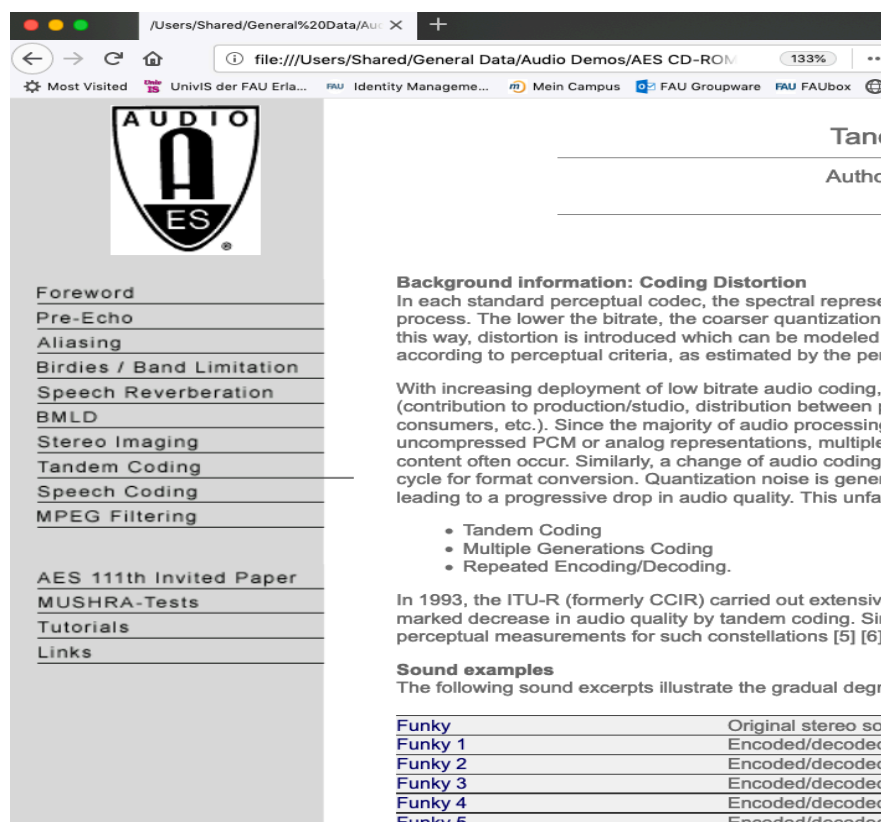 /Users/Shared/General%20Data/Au
file:///Users/Shared/General Data/Audio Demos/AES CD-ROM
133%
Most Visited
UnivIS der FAU Erla...
FAU Identity Manageme...
Mein Campus
FAU Groupware
FAU FAUbox
AUDIO
AES
®
Tan
Autho
Foreword
Pre-Echo
Aliasing
Birdies / Band Limitation
Speech Reverberation
BMLD
Stereo Imaging
Tandem Coding
Speech Coding
MPEG Filtering
AES 111th Invited Paper
MUSHRA-Tests
Tutorials
Links
Background information: Coding Distortion
In each standard perceptual codec, the spectral represe
process. The lower the bitrate, the coarser quantization
this way, distortion is introduced which can be modeled
according to perceptual criteria, as estimated by the per
With increasing deployment of low bitrate audio coding,
(contribution to production/studio, distribution between p
consumers, etc.). Since the majority of audio processing
uncompressed PCM or analog representations, multiple
content often occur. Similarly, a change of audio coding
cycle for format conversion. Quantization noise is gener
leading to a progressive drop in audio quality. This unfa
• Tandem Coding
• Multiple Generations Coding
• Repeated Encoding/Decoding.
In 1993, the ITU-R (formerly CCIR) carried out extensiv
marked decrease in audio quality by tandem coding. Si
perceptual measurements for such constellations [5] [6]
Sound examples
The following sound excerpts illustrate the gradual degr
Funky Original stereo so
Funky 1 Encoded/decoded
Funky 2 Encoded/decoded
Funky 3 Encoded/decoded
Funky 4 Encoded/decoded
Funky 5 Encoded/decoded